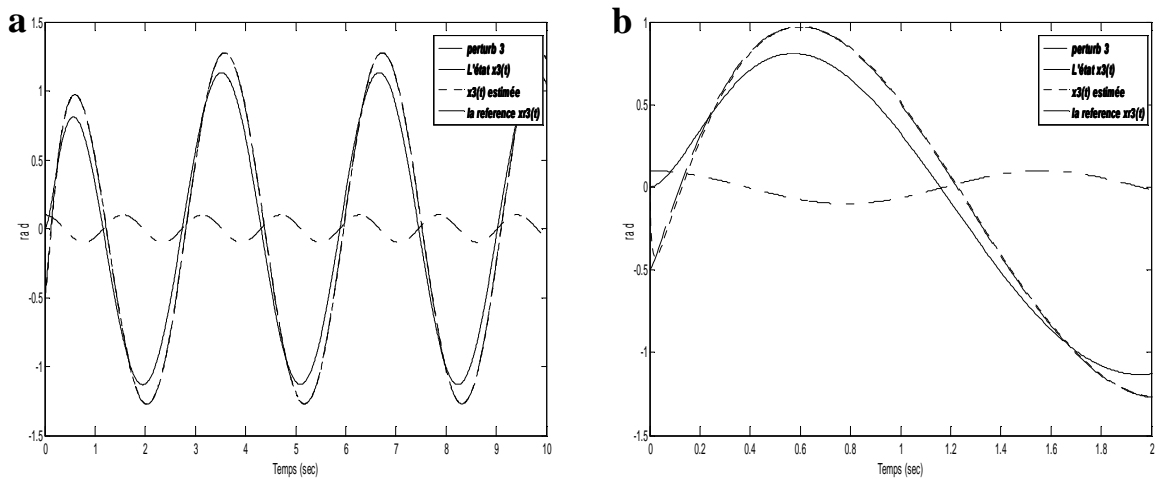 a
1.5
1
0.5
0
-0.5
-1
-1.5
ra d
0 1 2 3 4 5 6 7 8 9 10
Temps (sec)
perturb 3
L'état x3(t)
x3(t) estimée
la reference xr3(t)
b
1
0.5
0
-0.5
-1
-1.5
ra d
0 0.2 0.4 0.6 0.8 1 1.2 1.4 1.6 1.8 2
Temps (sec)
perturb 3
L'état x3(t)
x3(t) estimée
la reference xr3(t)